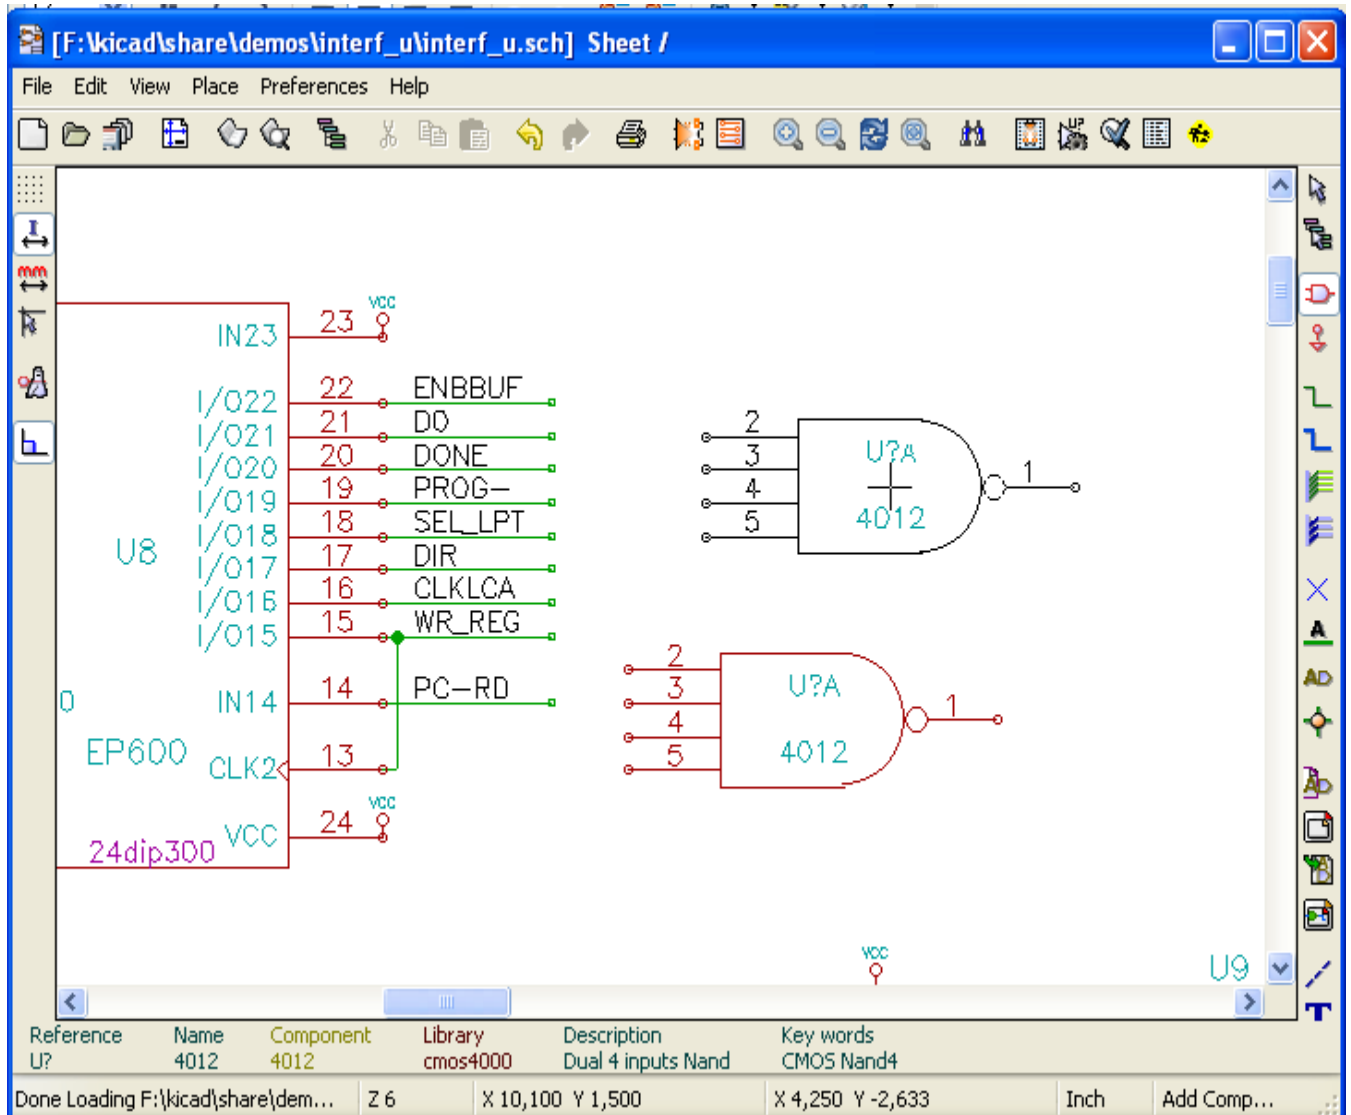 [F:\kicad\share\demos\interf_u\interf_u.sch] Sheet /
File Edit View Place Preferences Help
VCC
IN23 23
I/O22 22 ENBBUF
I/O21 21 DO
I/O20 20 DONE
I/O19 19 PROG-
I/O18 18 SEL_LPT
I/O17 17 DIR
I/O16 16 CLKLCA
I/O15 15 WR_REG
U8
IN14 14 PC-RD
0
EP600
CLK2 13
VCC
VCC 24
24dip300
2
3
4
5
U?A
4012
1
2
3
4
5
U?A
4012
1
VCC
U9
Reference Name Component Library Description Key words
U? 4012 4012 cmos4000 Dual 4 inputs Nand CMOS Nand4
Done Loading F:\kicad\share\dem... Z 6 X 10,100 Y 1,500 X 4,250 Y -2,633 Inch Add Comp...